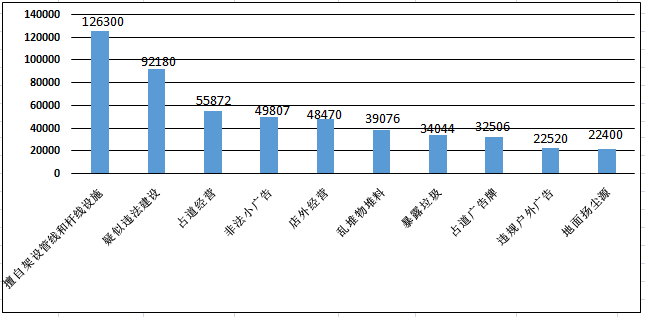 140000
120000
100000
80000
60000
40000
20000
0
126300
92180
55872
49807
48470
39076
34044
32506
22520
22400
擅自架设管线和杆线设施
疑似违法建设
占道经营
非法小广告
店外经营
乱堆物堆料
暴露垃圾
占道广告牌
违规户外广告
地面扬尘源